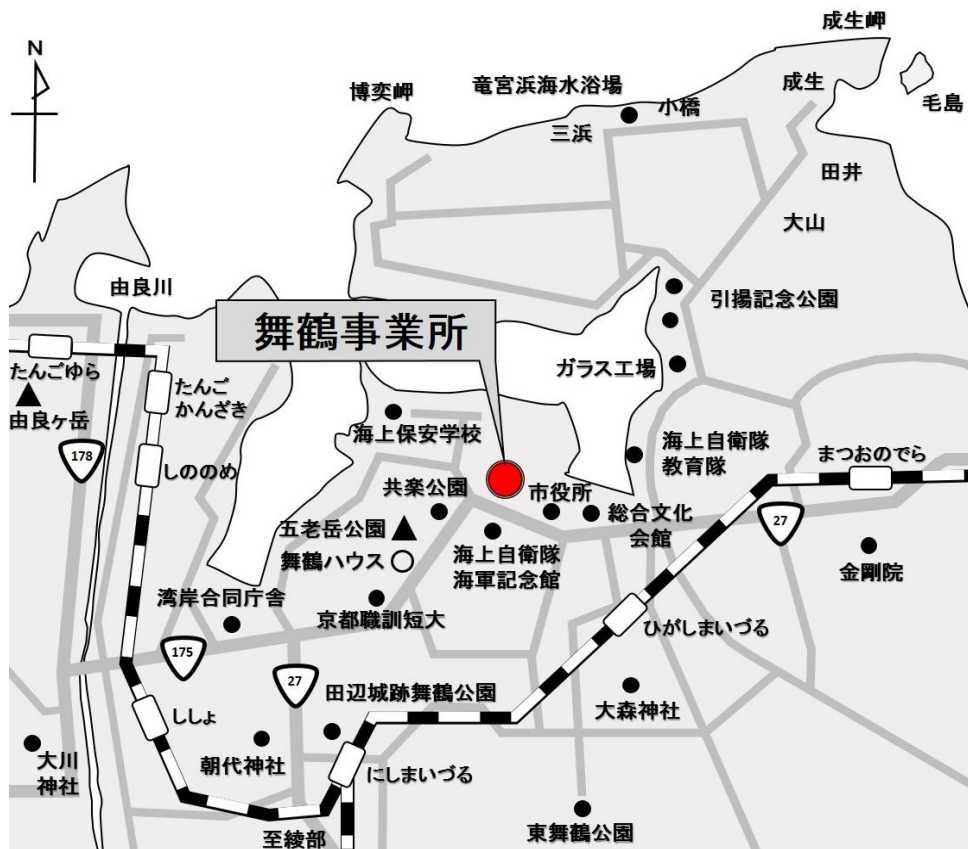 成生岬
N
竜宮浜海水浴場
成生
博奕岬
小橋
毛島
三浜
田井
大山
由良川
引揚記念公園
舞鶴事業所
ガラス工場
たんごゆら
たんご
かんざき
由良ヶ岳
海上保安学校
海上自衛隊
教育隊
まつおのでら
178
しののめ
共楽公園
市役所
総合文化
会館
27
五老岳公園
海上自衛隊
海軍記念館
舞鶴ハウス
金剛院
湾岸合同庁舎
京都職訓短大
ひがしまいづる
175
27
田辺城跡舞鶴公園
大森神社
ししょ
大川
神社
朝代神社
にしまいづる
至綾部
東舞鶴公園